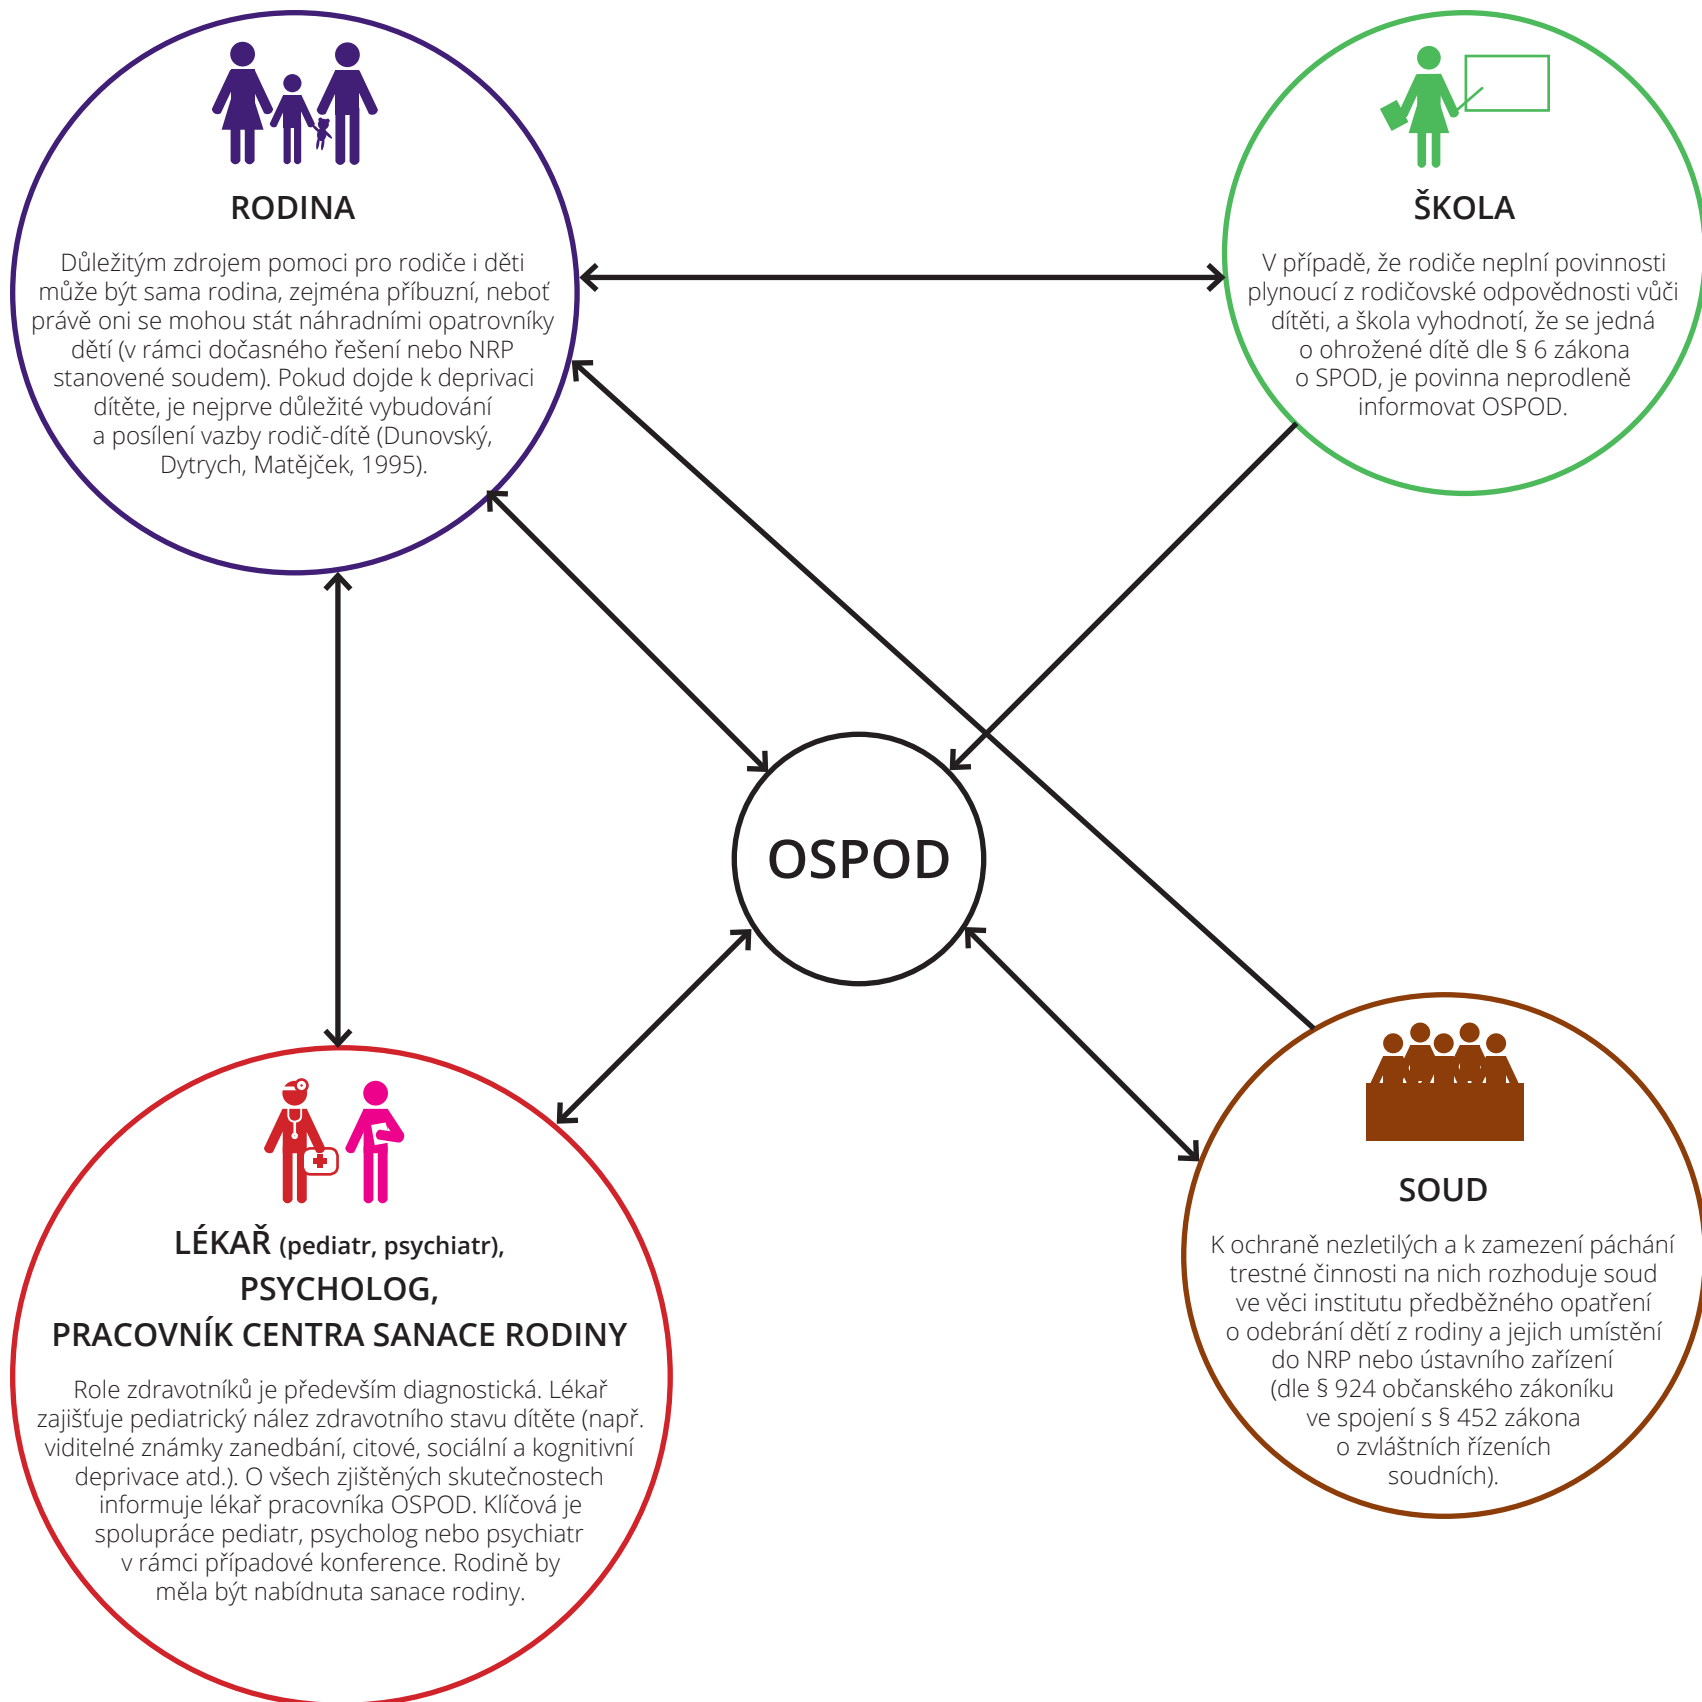 RODINA
Důležitým zdrojem pomoci pro rodiče i děti
může být sama rodina, zejména příbuzní, neboť
právě oni se mohou stát náhradními opatrovníky
dětí (v rámci dočasného řešení nebo NRP
stanovené soudem). Pokud dojde k deprivaci
dítěte, je nejprve důležité vybudování
a posílení vazby rodič-dítě (Dunovský,
Dytrych, Matějček, 1995).
ŠKOLA
V případě, že rodiče neplní povinnosti
plynoucí z rodičovské odpovědnosti vůči
dítěti, a škola vyhodnotí, že se jedná
o ohrožené dítě dle § 6 zákona
o SPOD, je povinna neprodleně
informovat OSPOD.
OSPOD
LÉKAŘ (pediatr, psychiatr),
PSYCHOLOG,
PRACOVNÍK CENTRA SANACE RODINY
Role zdravotníků je především diagnostická. Lékař
zajišťuje pediatrický nález zdravotního stavu dítěte (např.
viditelné známky zanedbání, citové, sociální a kognitivní
deprivace atd.). O všech zjištěných skutečnostech
informuje lékař pracovníka OSPOD. Klíčová je
spolupráce pediatr, psycholog nebo psychiatr
v rámci případové konference. Rodině by
měla být nabídnuta sanace rodiny.
SOUD
K ochraně nezletilých a k zamezení páchání
trestné činnosti na nich rozhoduje soud
ve věci institutu předběžného opatření
o odebrání dětí z rodiny a jejich umístění
do NRP nebo ústavního zařízení
(dle § 924 občanského zákoníku
ve spojení s § 452 zákona
o zvláštních řízeních
soudních).